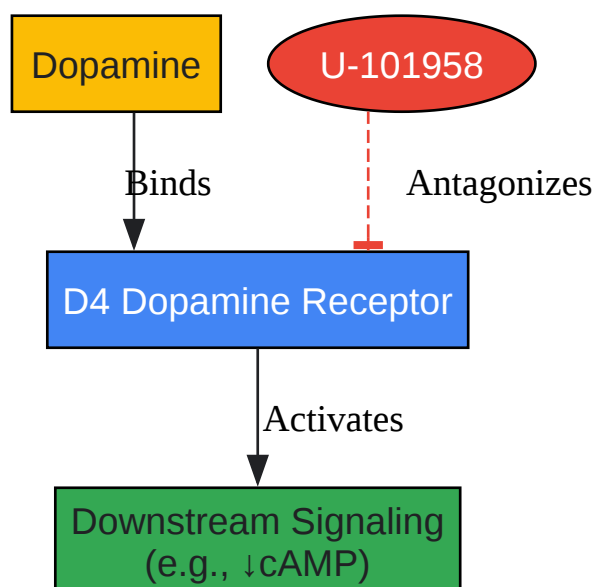 Dopamine
U-101958
Binds
Antagonizes
D4 Dopamine Receptor
Activates
Downstream Signaling
(e.g., ↓cAMP)